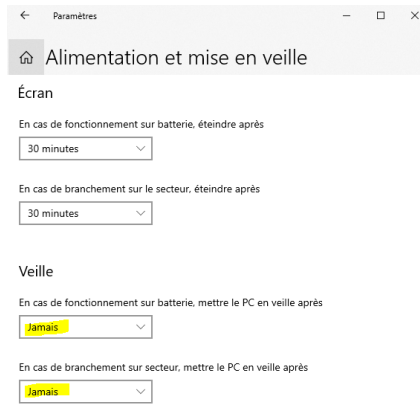 Paramètres
Alimentation et mise en veille
Écran
En cas de fonctionnement sur batterie, éteindre après
30 minutes
En cas de branchement sur le secteur, éteindre après
30 minutes
Veille
En cas de fonctionnement sur batterie, mettre le PC en veille après
Jamais
En cas de branchement sur secteur, mettre le PC en veille après
Jamais